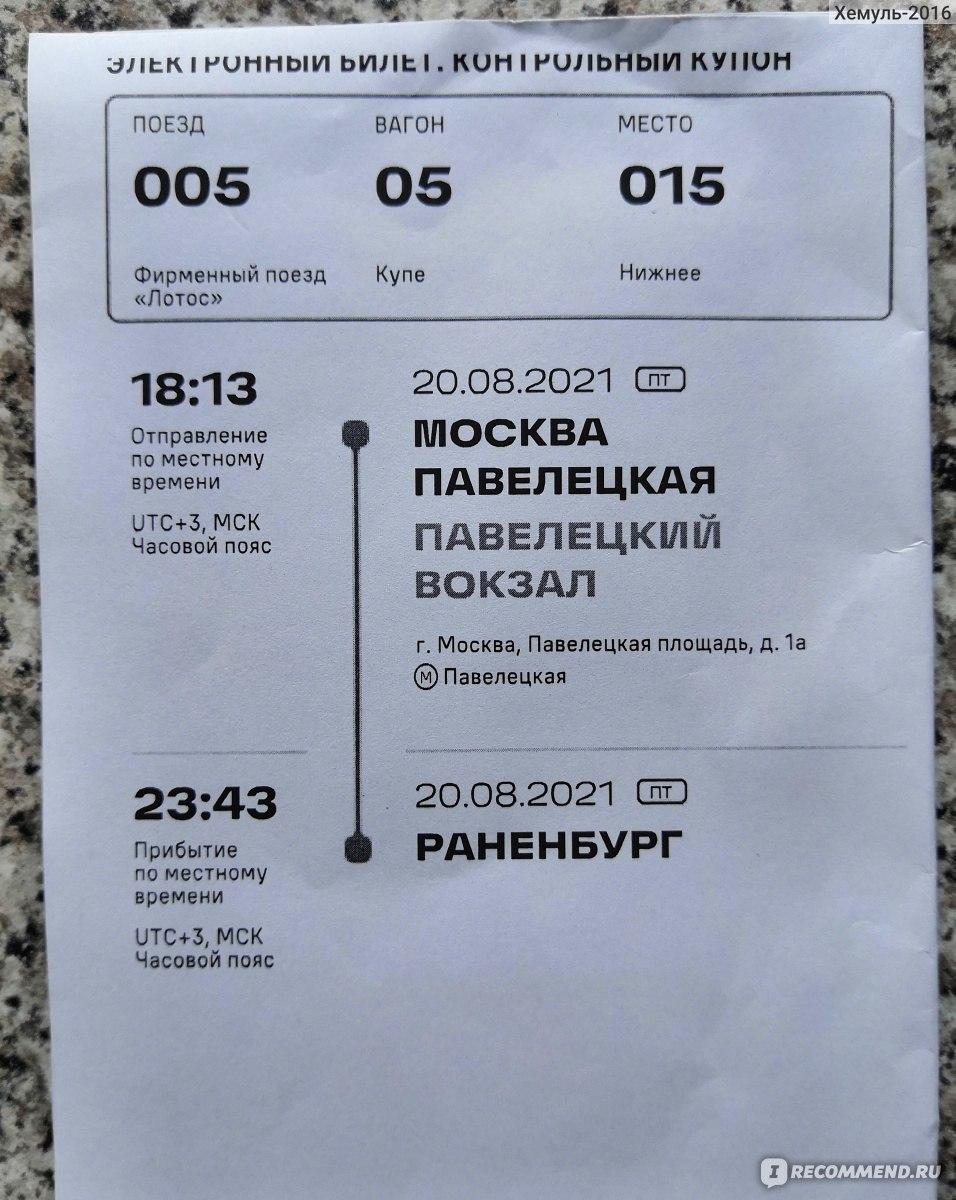 Хемуль-2016
ЭЛЕКТРОННЫЙ БИЛЕТ. КОНТРОЛЬНЫЙ КУПОН
ПОЕЗД ВАГОН МЕСТО
005 05 015
Фирменный поезд Купе Нижнее
«Лотос»
18:13
Отправление
по местному
времени
UTC+3, МСК
Часовой пояс
20.08.2021 ПТ
МОСКВА
ПАВЕЛЕЦКАЯ
ПАВЕЛЕЦКИЙ
ВОКЗАЛ
г. Москва, Павелецкая площадь, д. 1а
М Павелецкая
23:43
Прибытие
по местному
времени
UTC+3, МСК
Часовой пояс
20.08.2021 ПТ
РАНЕНБУРГ
I RECOMMEND.RU